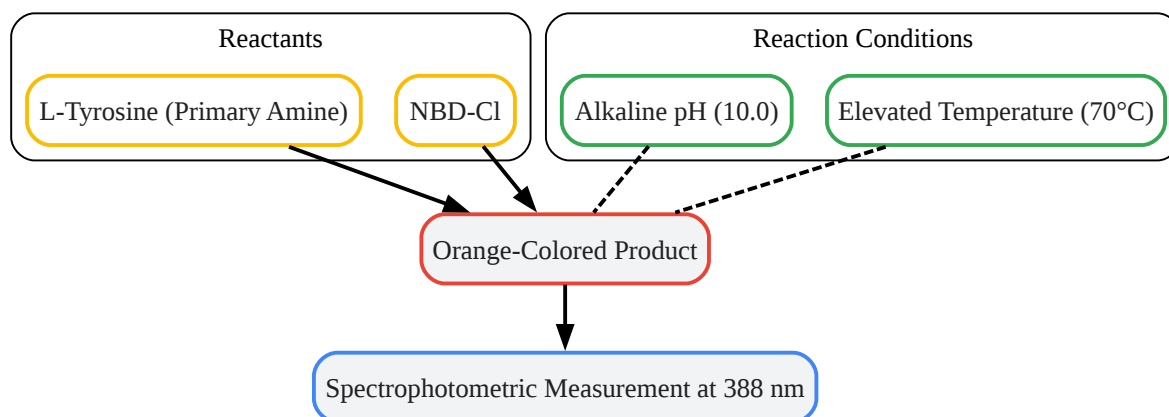 Reactants
Reaction Conditions
L-Tyrosine (Primary Amine)
NBD-Cl
Alkaline pH (10.0)
Elevated Temperature (70°C)
Orange-Colored Product
Spectrophotometric Measurement at 388 nm